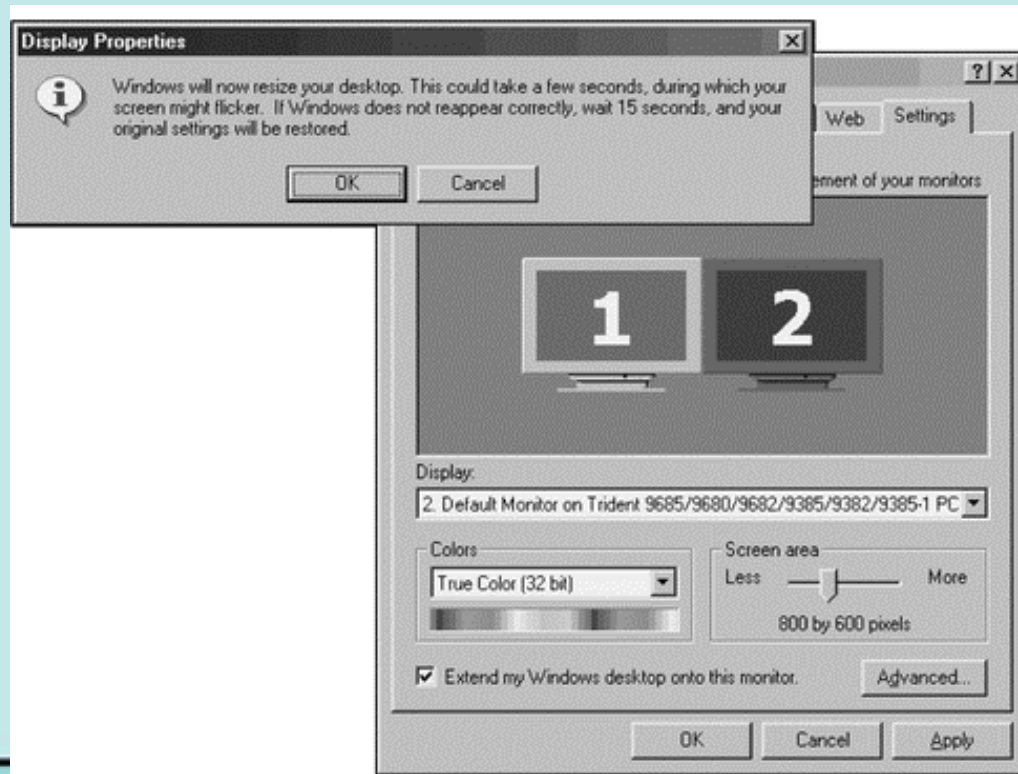 Display Properties
Windows will now resize your desktop. This could take a few seconds, during which your
screen might flicker. If Windows does not reappear correctly, wait 15 seconds, and your
original settings will be restored.
OK
Cancel
Web
Settings
ement of your monitors
1
2
Display:
2. Default Monitor on Trident 9685/9680/9682/9385/9382/9385-1 PC
Colors
True Color (32 bit)
Screen area
Less
More
800 by 600 pixels
Extend my Windows desktop onto this monitor.
Advanced...
OK
Cancel
Apply